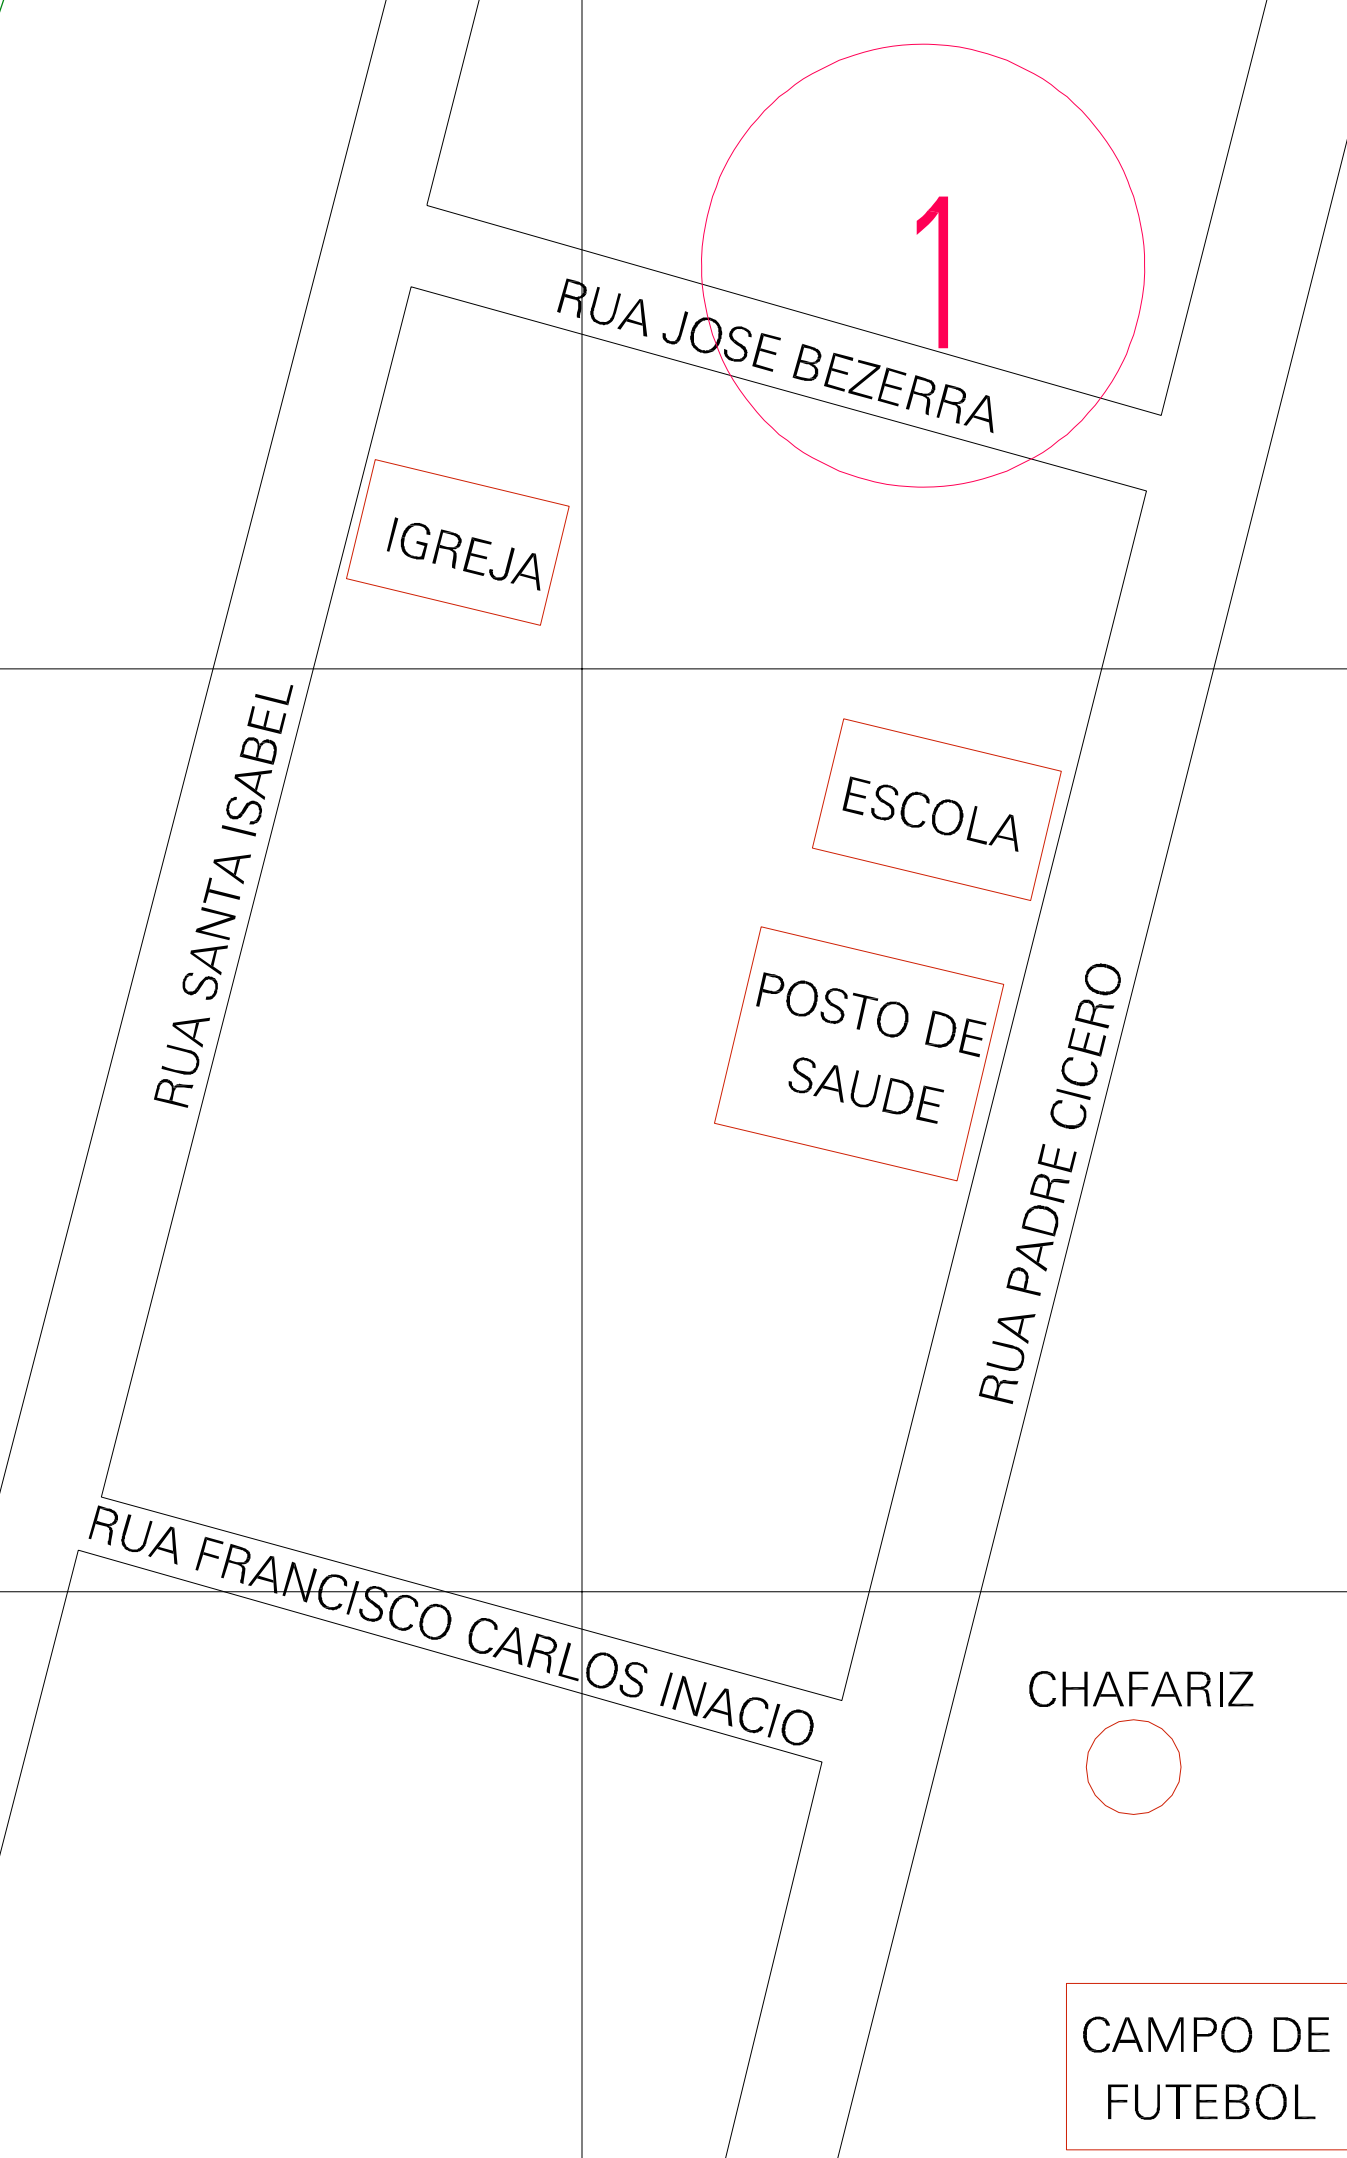 1
RUA JOSE BEZERRA
IGREJA
RUA SANTA ISABEL
ESCOLA
POSTO DE
SAUDE
RUA PADRE CICERO
RUA FRANCISCO CARLOS INACIO
CHAFARIZ
CAMPO DE
FUTEBOL